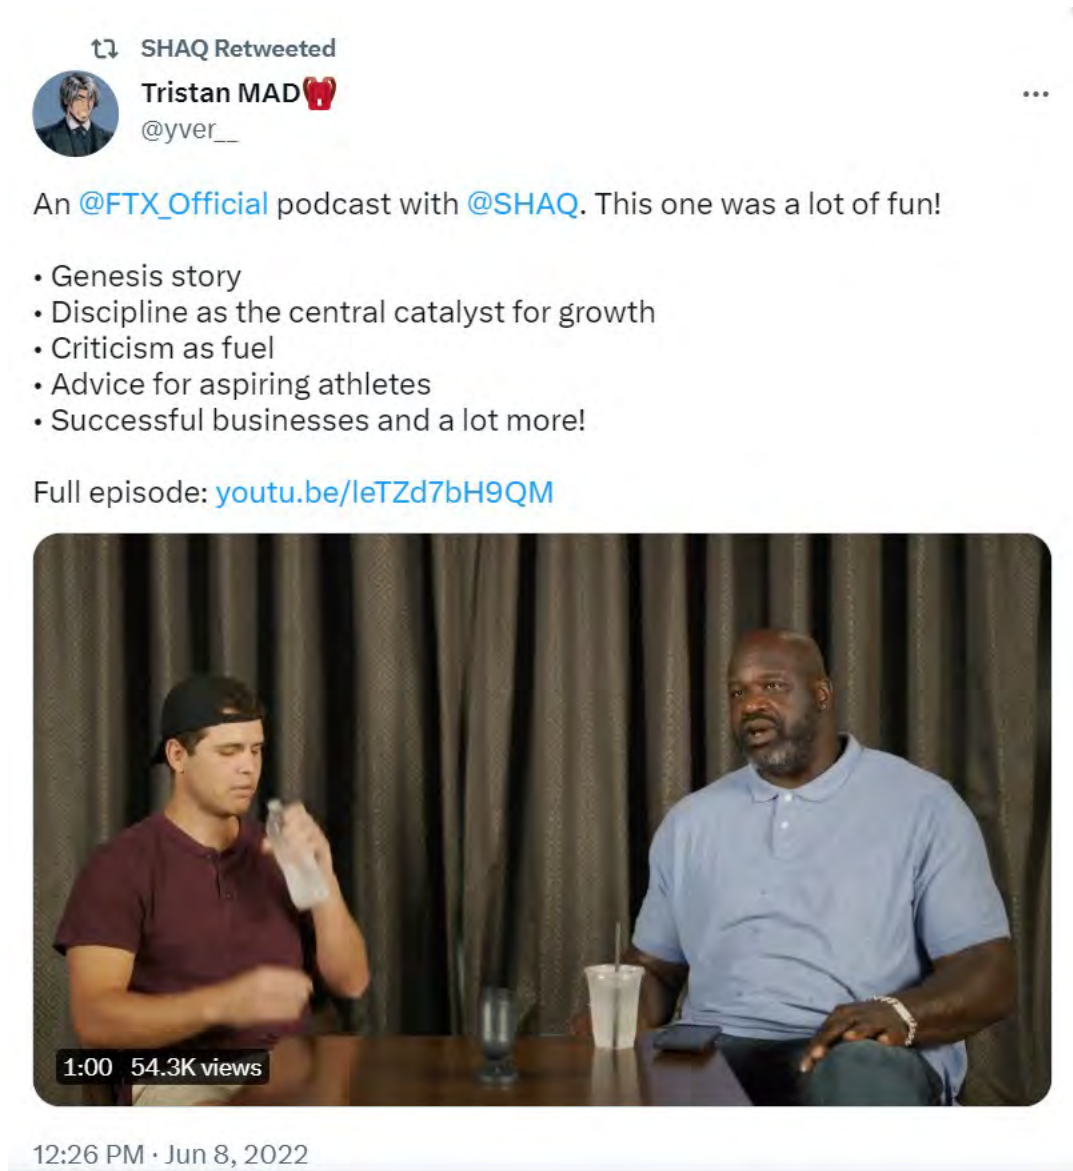 SHAQ Retweeted
Tristan MAD
@yver__
An @FTX_Official podcast with @SHAQ. This one was a lot of fun!
• Genesis story
• Discipline as the central catalyst for growth
• Criticism as fuel
• Advice for aspiring athletes
• Successful businesses and a lot more!
Full episode: youtu.be/leTZd7bH9QM
1:00 54.3K views
12:26 PM · Jun 8, 2022